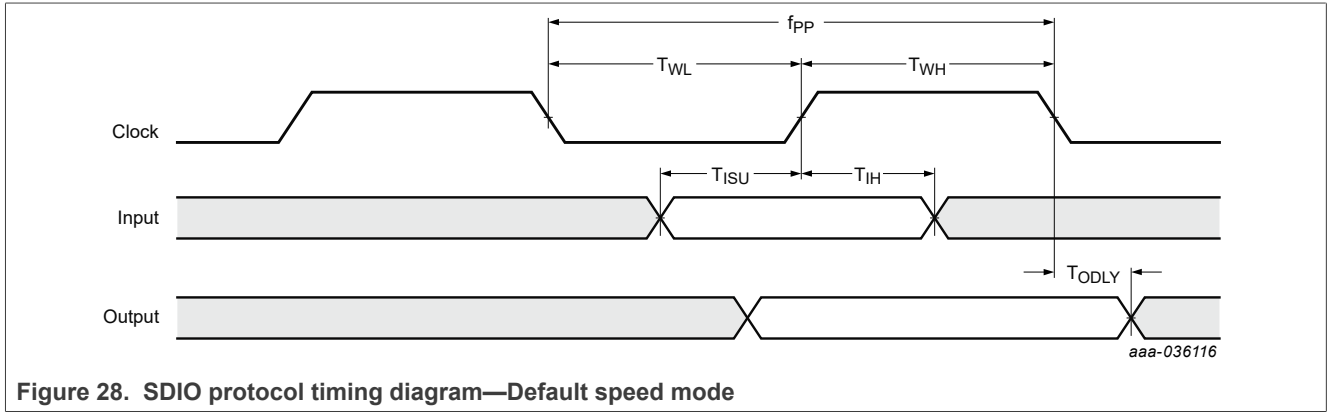 fPP
TWL
TWH
Clock
TISU
TIH
Input
TODLY
Output
aaa-036116
Figure 28. SDIO protocol timing diagram—Default speed mode